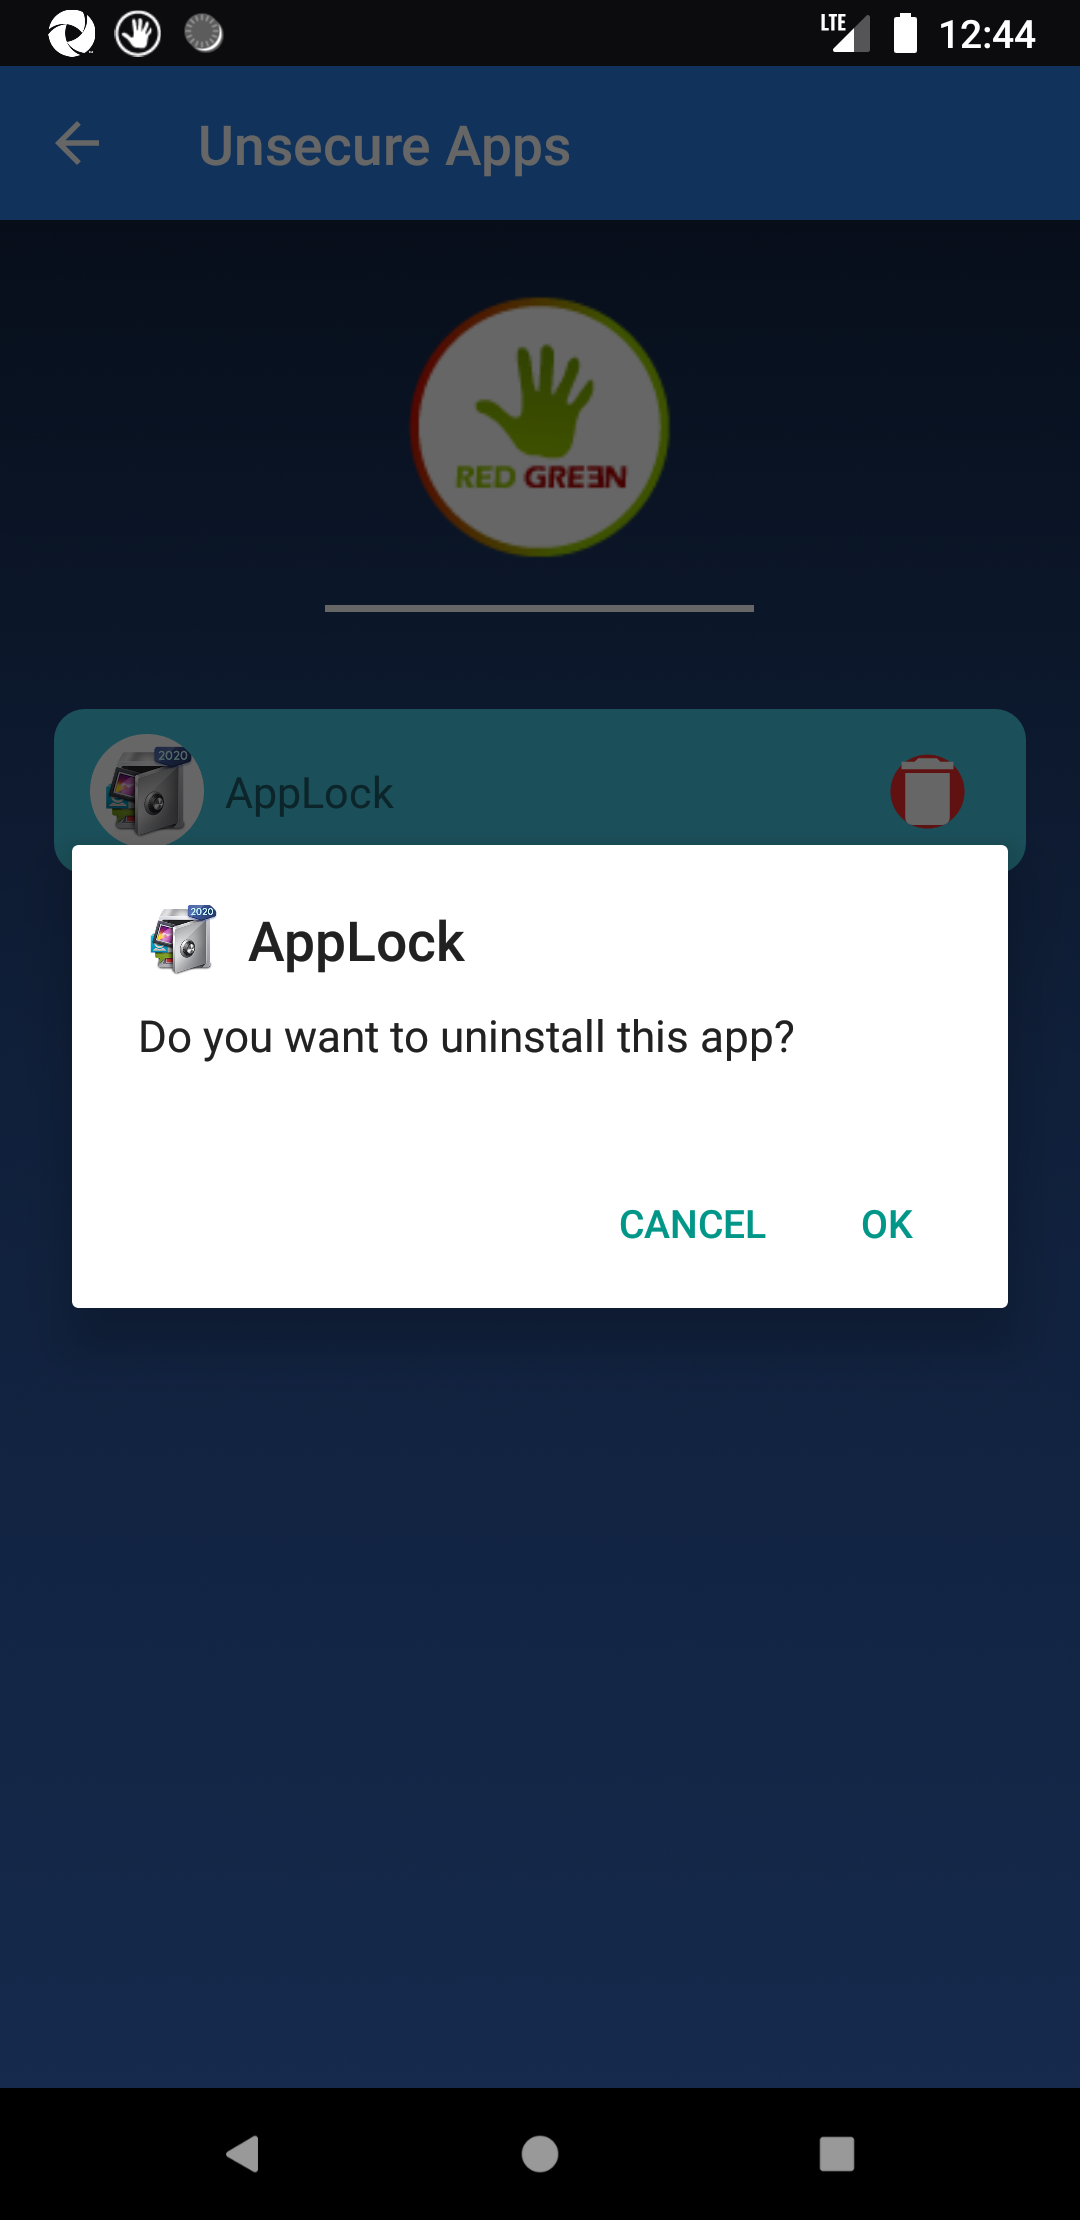 LTE 12:44
Unsecure Apps
RED GREEN
2020
AppLock
2020
AppLock
Do you want to uninstall this app?
CANCEL OK